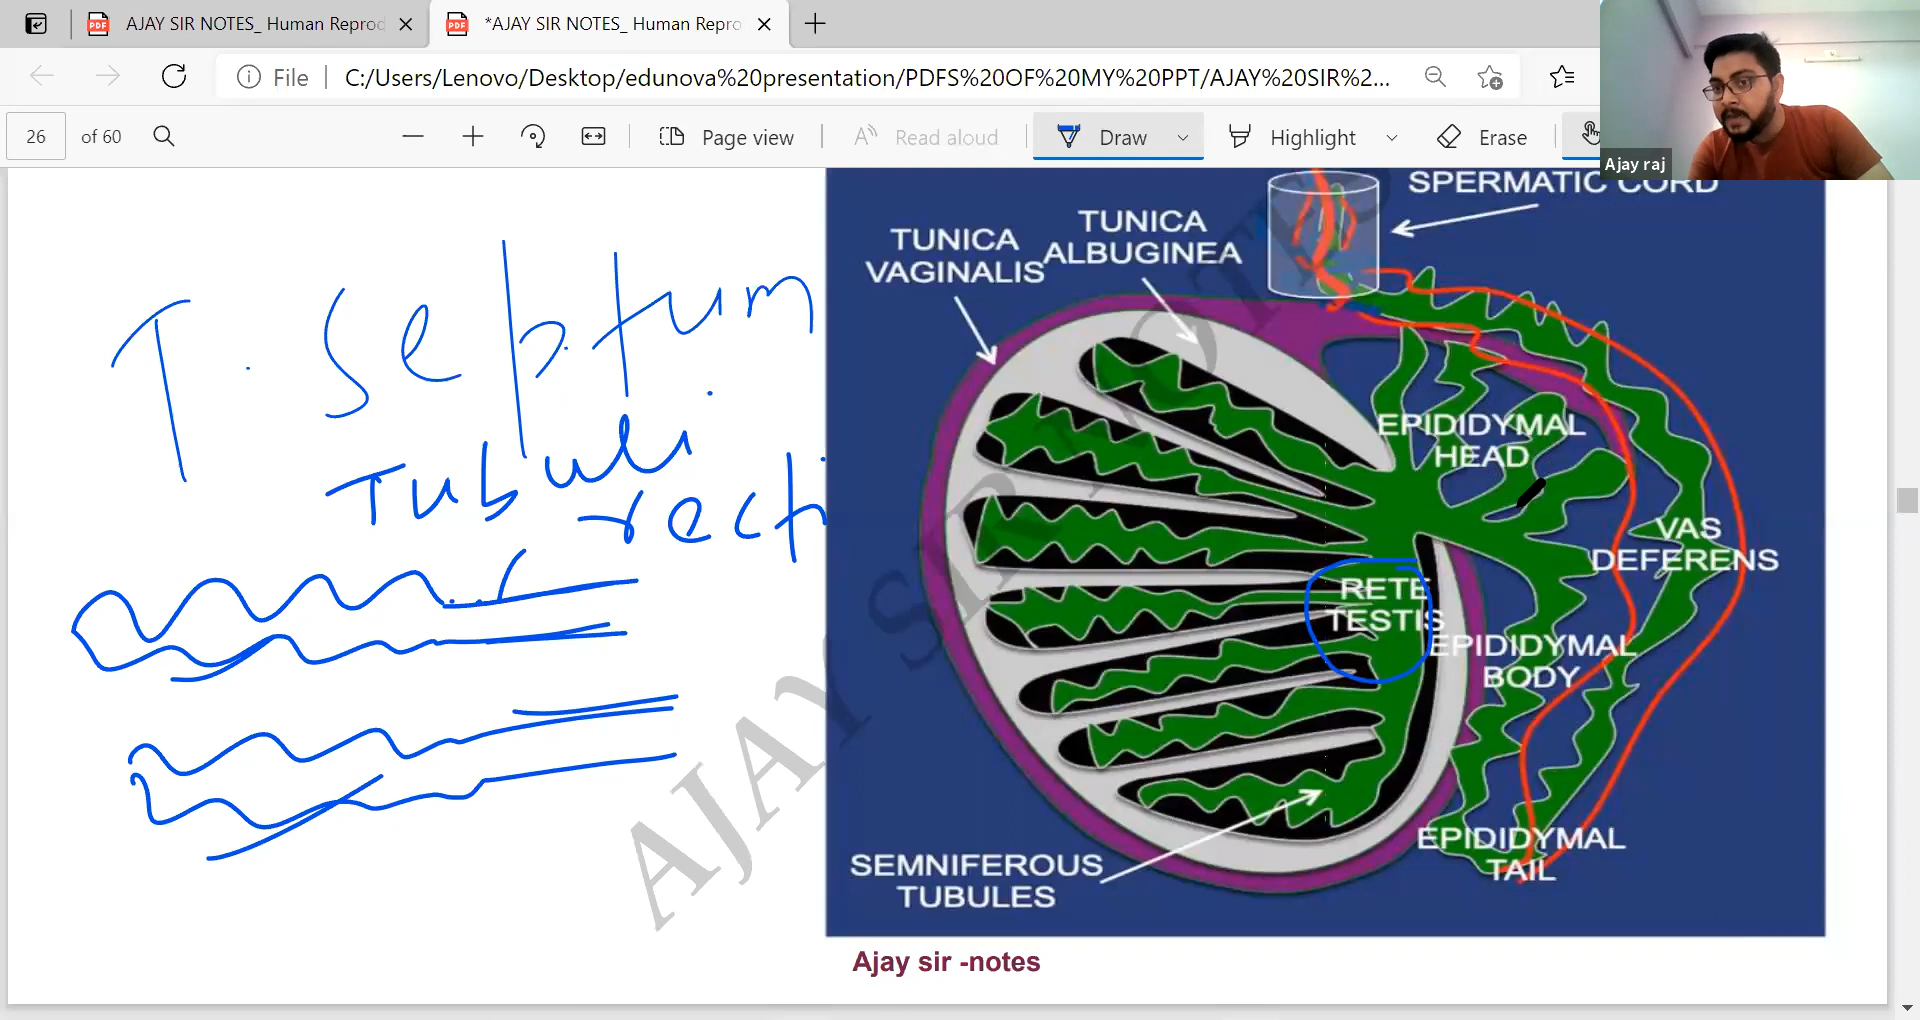 AJAY SIR NOTES_ Human Reprod
*AJAY SIR NOTES_ Human Repro
File
C:/Users/Lenovo/Desktop/edunova%20presentation/PDFS%20OF%20MY%20PPT/AJAY%20SIR%2...
26 of 60
Page view
Read aloud
Draw
Highlight
Erase
Ajay raj
SPERMATIC CORD
TUNICA
ALBUGINEA
TUNICA
VAGINALIS
T. Septum
Tubuli
recti
EPIDIDYMAL
HEAD
VAS
DEFERENS
RETE
TESTIS
EPIDIDYMAL
BODY
EPIDIDYMAL
TAIL
SEMNIFEROUS
TUBULES
AJAY SIR NOTES
Ajay sir -notes